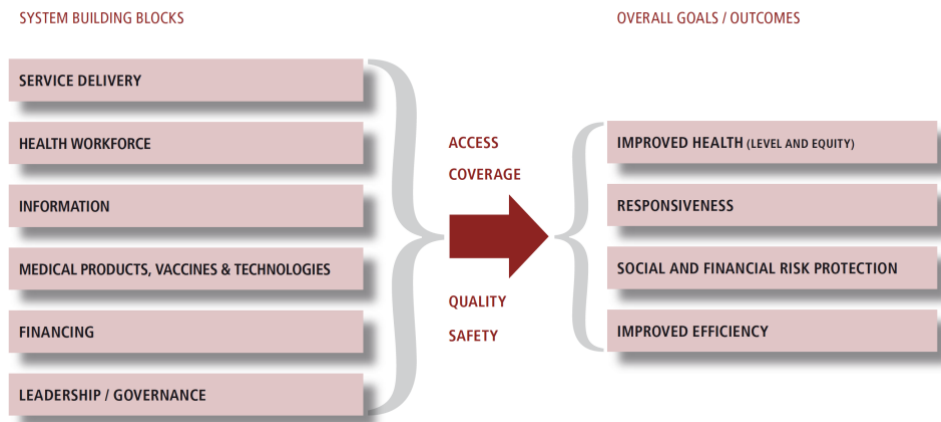 SYSTEM BUILDING BLOCKS
SERVICE DELIVERY
HEALTH WORKFORCE
INFORMATION
MEDICAL PRODUCTS, VACCINES & TECHNOLOGIES
FINANCING
LEADERSHIP / GOVERNANCE
ACCESS
COVERAGE
QUALITY
SAFETY
OVERALL GOALS / OUTCOMES
IMPROVED HEALTH (LEVEL AND EQUITY)
RESPONSIVENESS
SOCIAL AND FINANCIAL RISK PROTECTION
IMPROVED EFFICIENCY